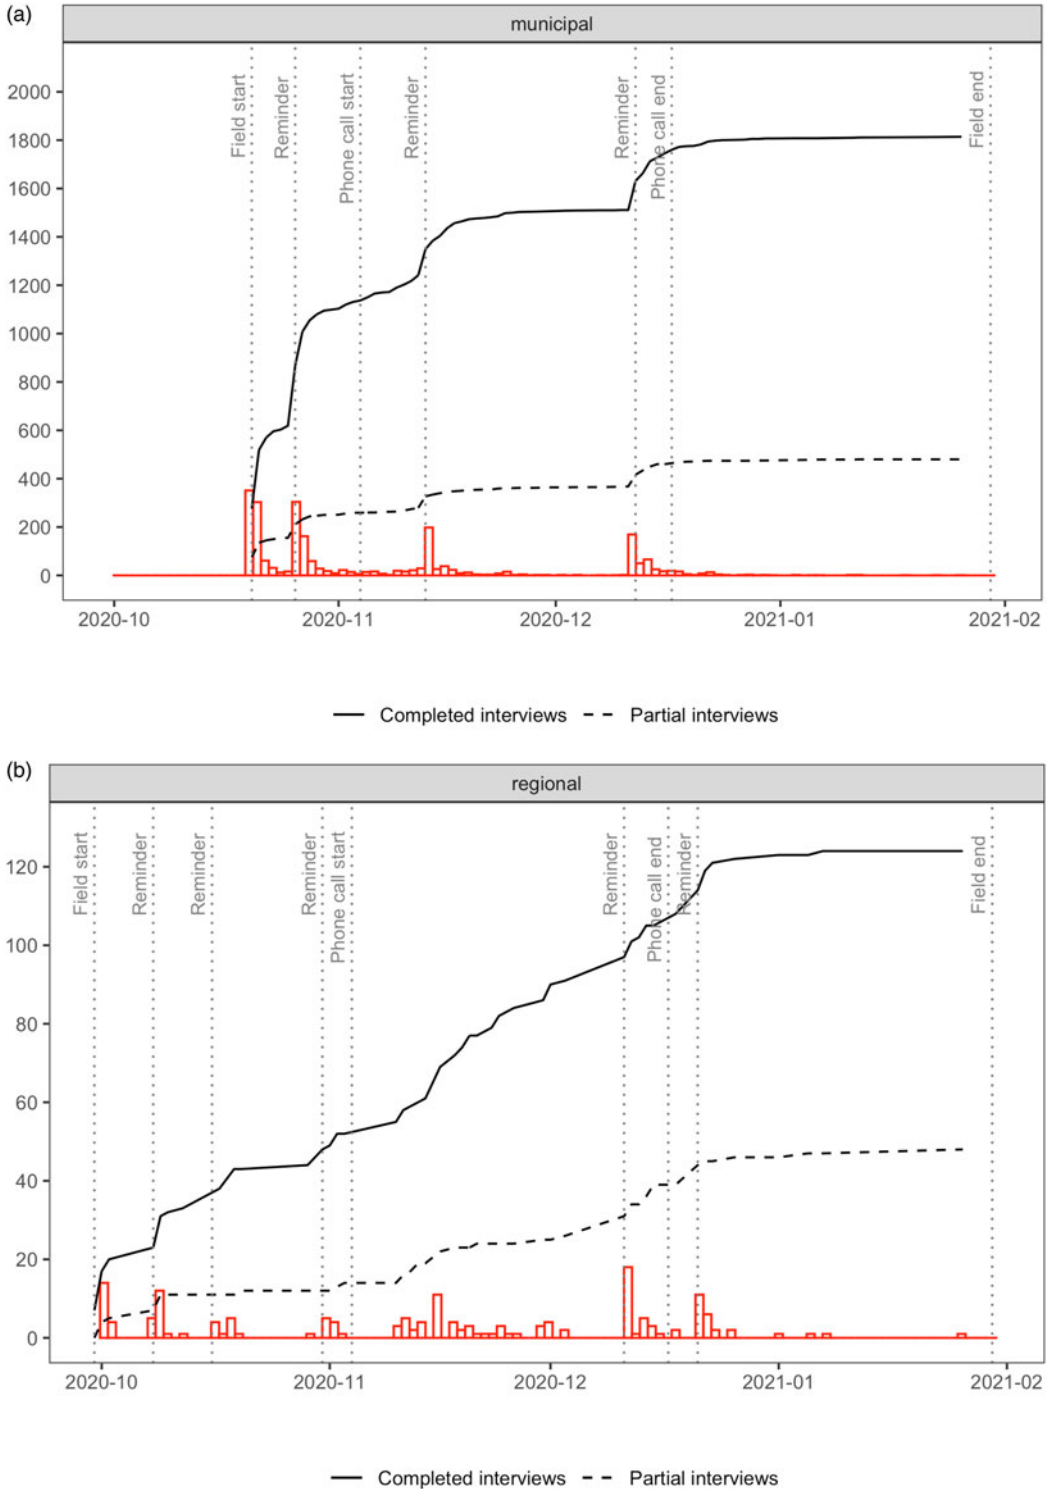 (a)
municipal
Field start
Reminder
Phone call start
Reminder
Reminder
Phone call end
Field end
2000
1800
1600
1400
1200
1000
800
600
400
200
0
2020-10 2020-11 2020-12 2021-01 2021-02
Completed interviews Partial interviews
(b)
regional
Field start
Reminder
Reminder
Reminder
Phone call start
Reminder
Phone call end
Reminder
Field end
120
100
80
60
40
20
0
2020-10 2020-11 2020-12 2021-01 2021-02
Completed interviews Partial interviews